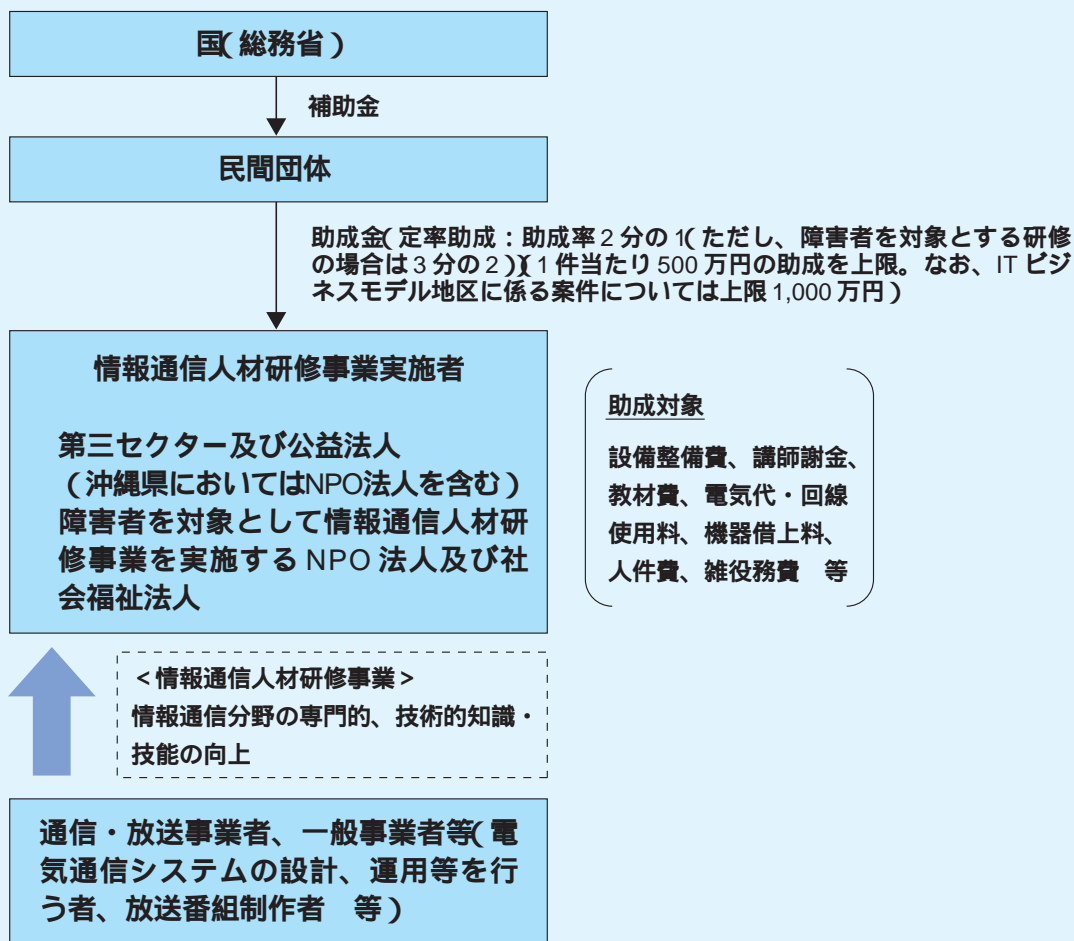 国(総務省)
補助金
民間団体
助成金(定率助成:助成率2分の1(ただし、障害者を対象とする研修
の場合は3分の2))(1件当たり500万円の助成を上限。なお、ITビジ
ネスモデル地区に係る案件については上限1,000万円)
情報通信人材研修事業実施者
第三セクター及び公益法人
(沖縄県においてはNPO法人を含む)
障害者を対象として情報通信人材研
修事業を実施するNPO法人及び社
会福祉法人
助成対象
設備整備費、講師謝金、
教材費、電気代・回線
使用料、機器借上料、
人件費、雑役務費 等
<情報通信人材研修事業>
情報通信分野の専門的、技術的知識・
技能の向上
通信・放送事業者、一般事業者等(電
気通信システムの設計、運用等を行
う者、放送番組制作者 等)